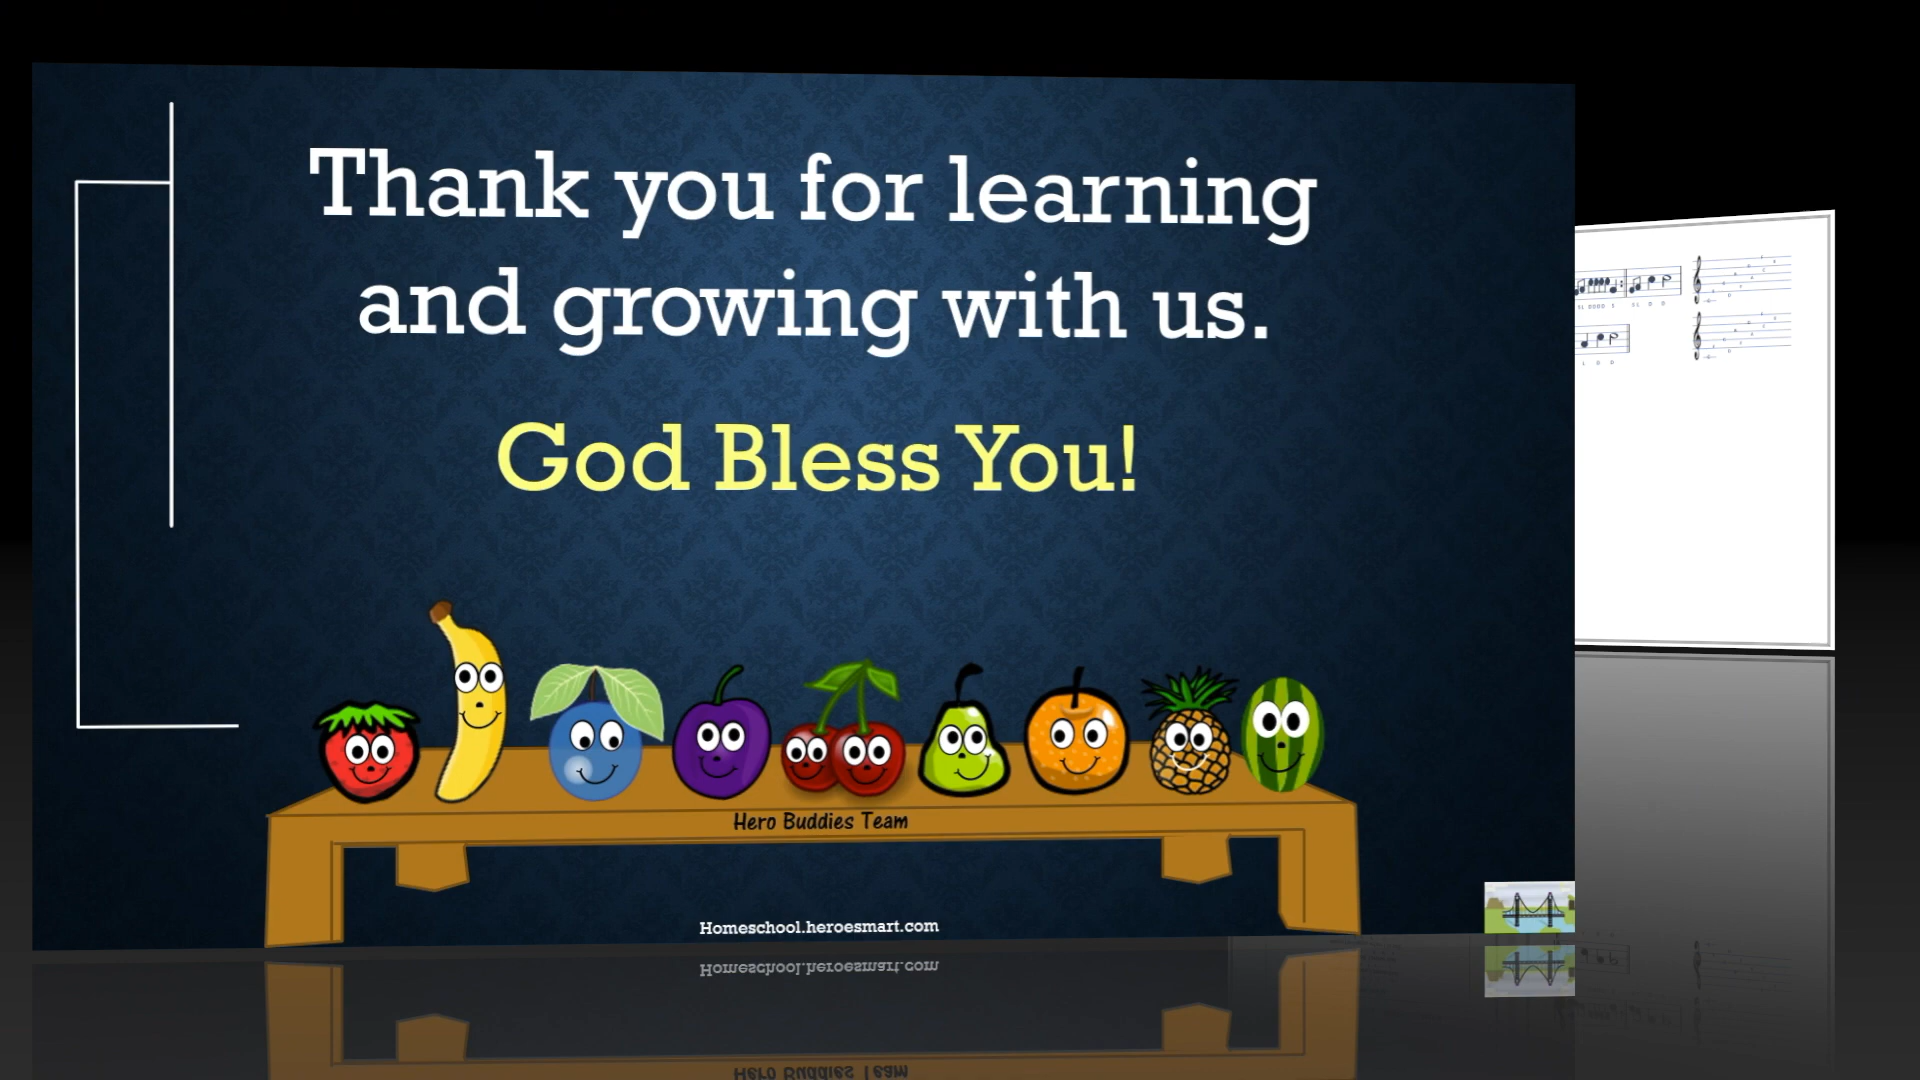 Thank you for learning
and growing with us.
God Bless You!
Hero Buddies Team
Homeschool.heroesmart.com